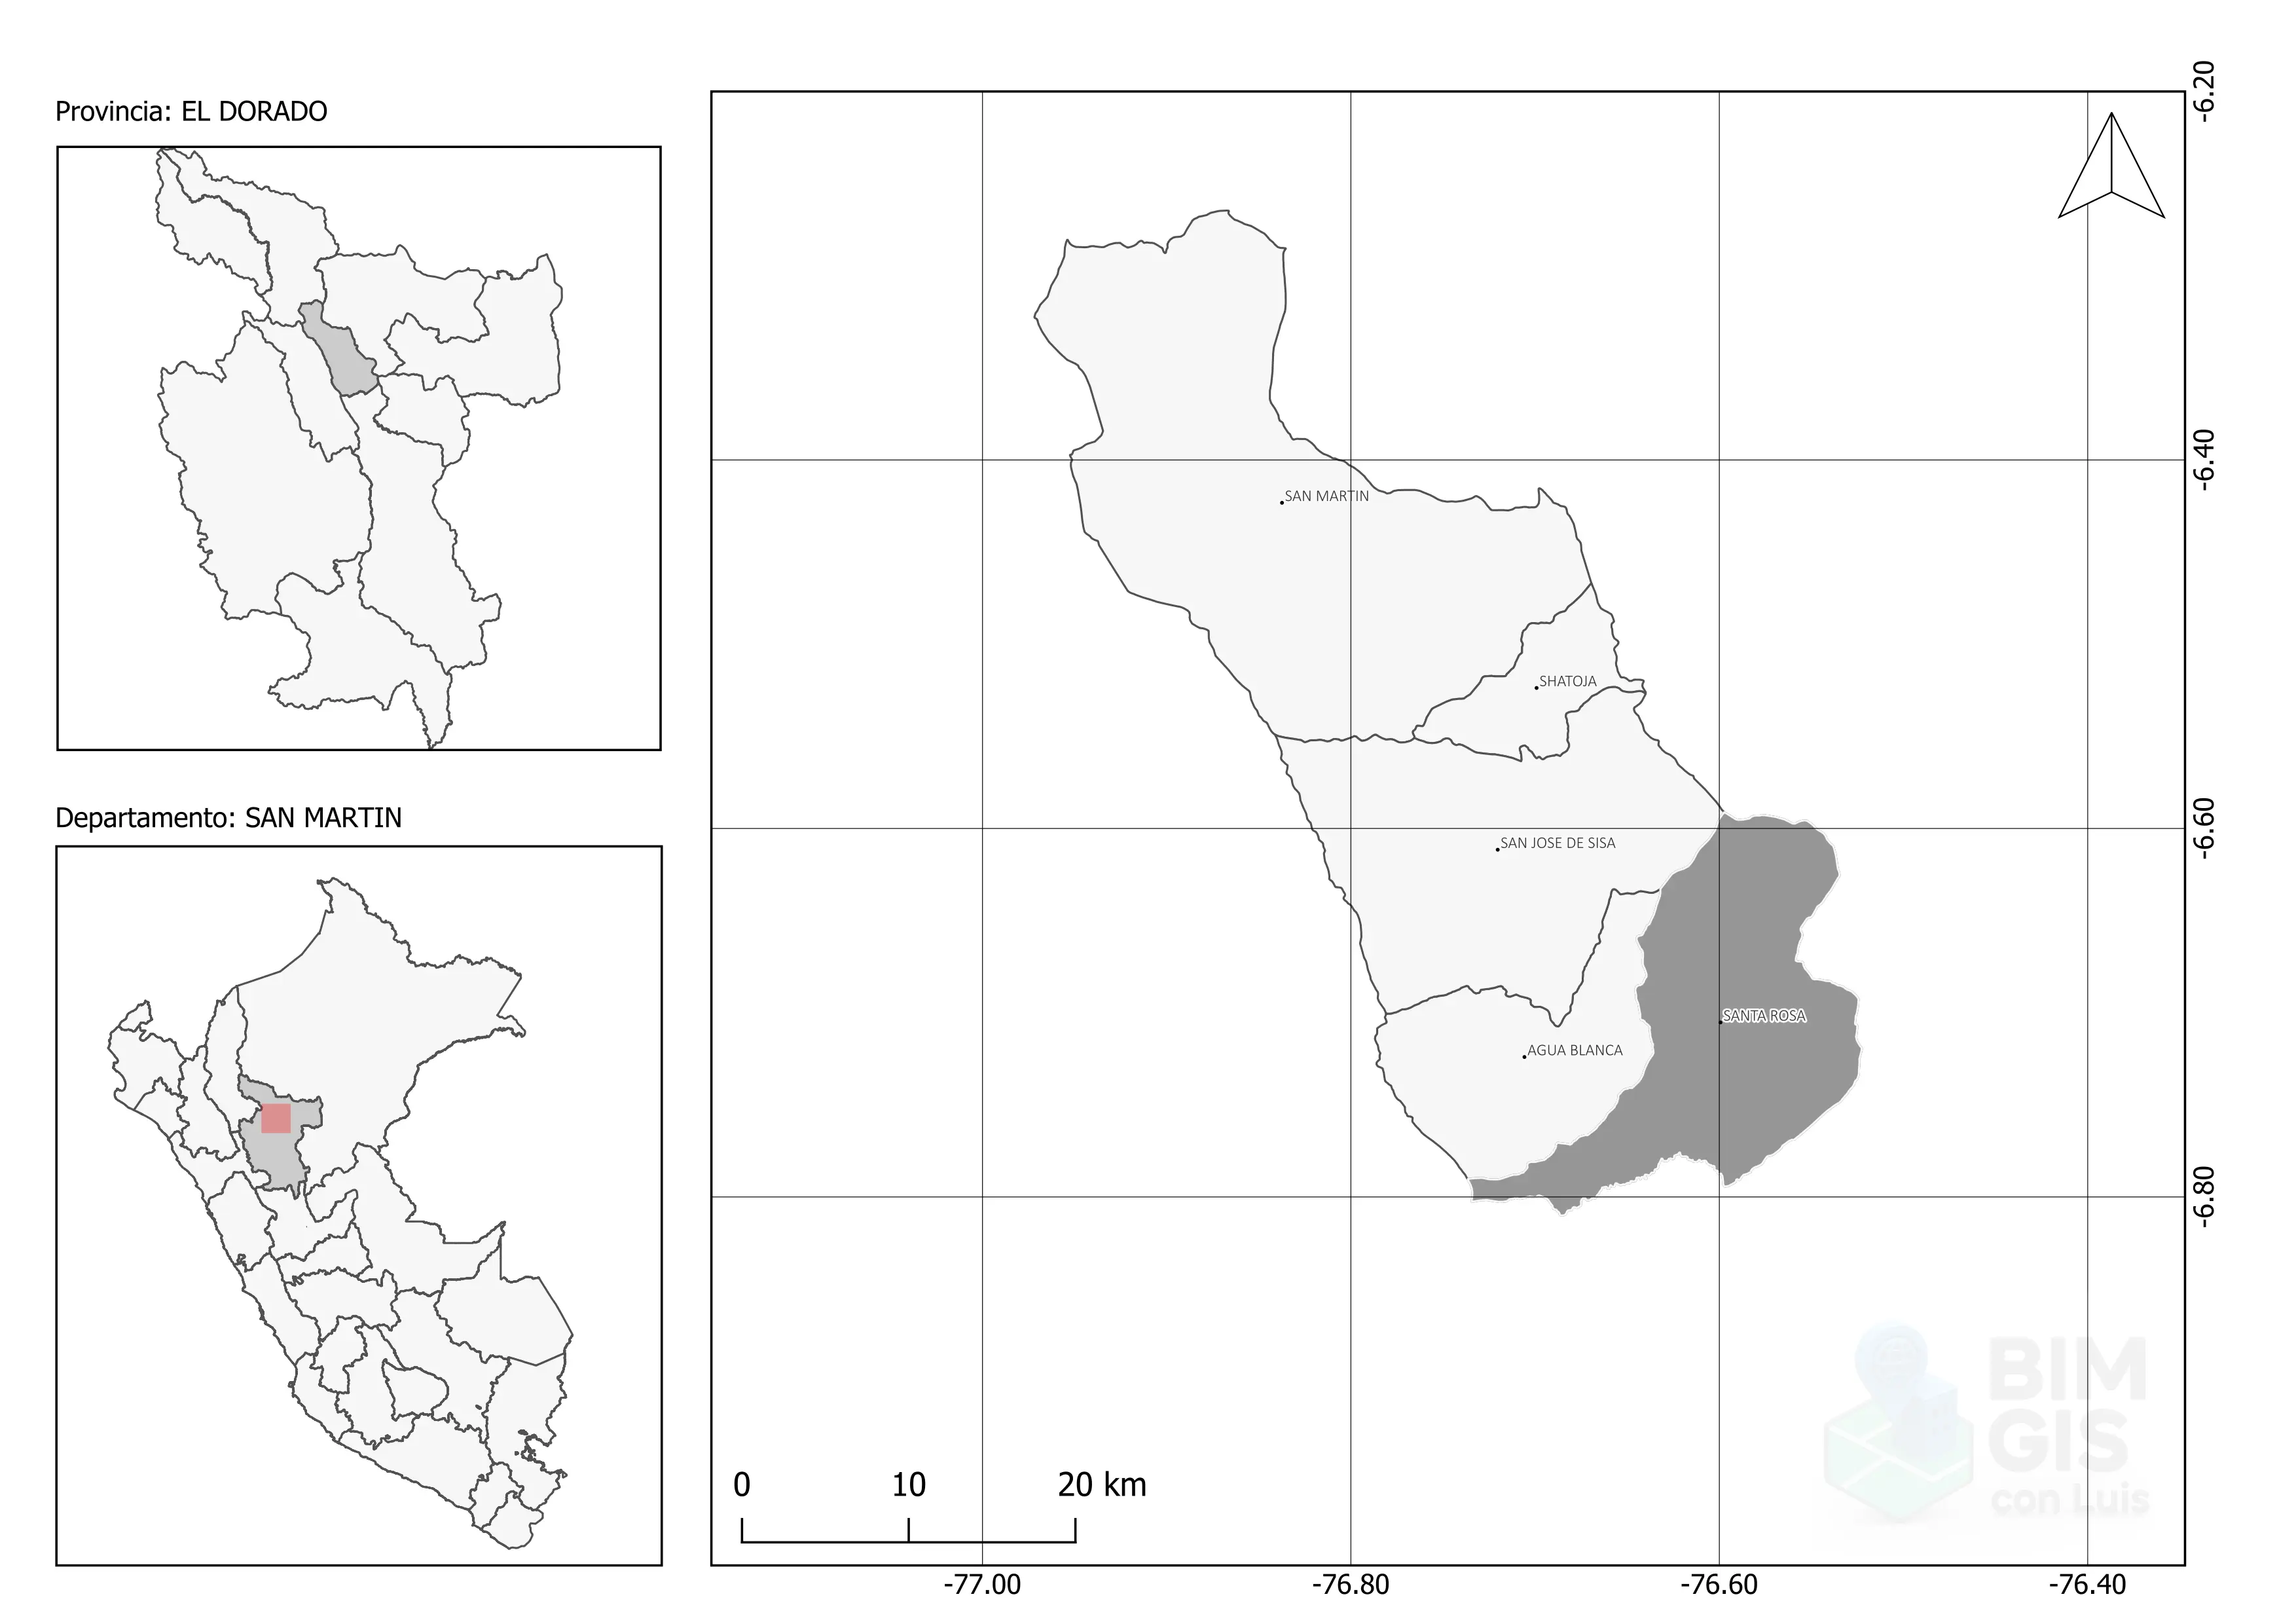 Provincia: EL DORADO
Departamento: SAN MARTIN
-6.20
-6.40
-6.60
-6.80
SAN MARTIN
SHATOJA
SAN JOSE DE SISA
SANTA ROSA
AGUA BLANCA
BIM
GIS
con Luis
0 10 20 km
-77.00 -76.80 -76.60 -76.40